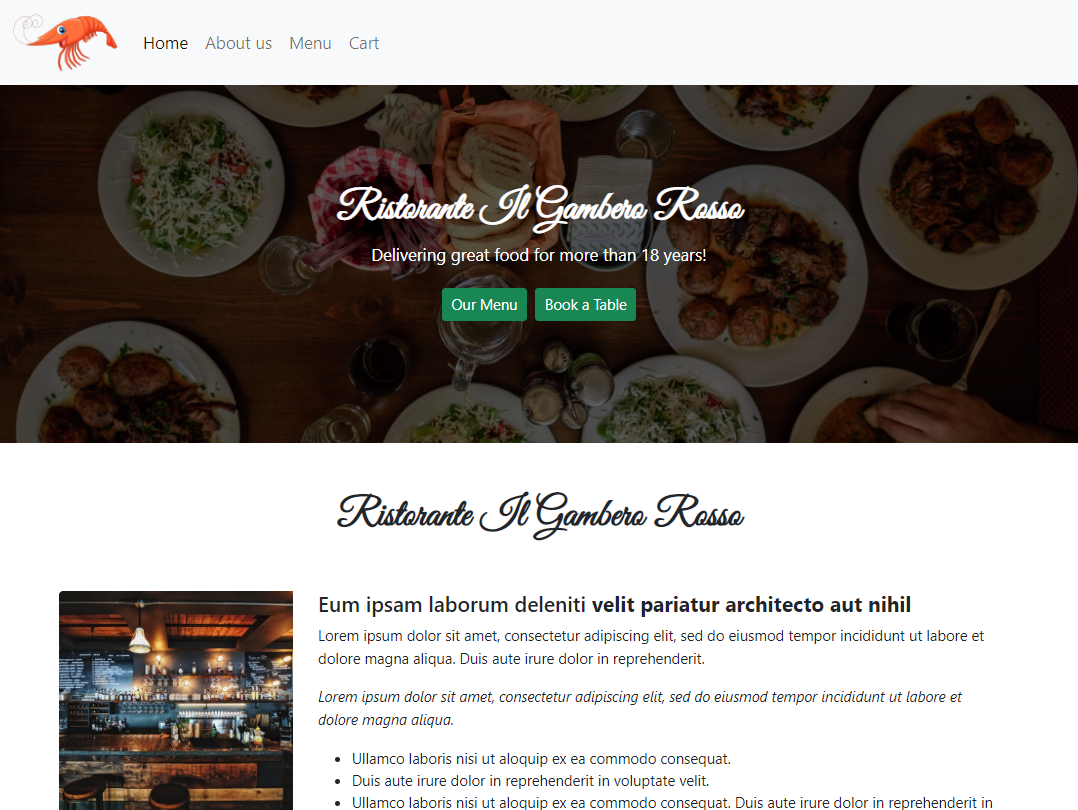 Home About us Menu Cart
Ristorante Il Gambero Rosso
Delivering great food for more than 18 years!
Our Menu Book a Table
Ristorante Il Gambero Rosso
Eum ipsam laborum deleniti velit pariatur architecto aut nihil
Lorem ipsum dolor sit amet, consectetur adipiscing elit, sed do eiusmod tempor incididunt ut labore et
dolore magna aliqua. Duis aute irure dolor in reprehenderit.
Lorem ipsum dolor sit amet, consectetur adipiscing elit, sed do eiusmod tempor incididunt ut labore et
dolore magna aliqua.
Ullamco laboris nisi ut aloquip ex ea commodo consequat.
Duis aute irure dolor in reprehenderit in voluptate velit.
Ullamco laboris nisi ut aloquip ex ea commodo consequat. Duis aute irure dolor in reprehenderit in